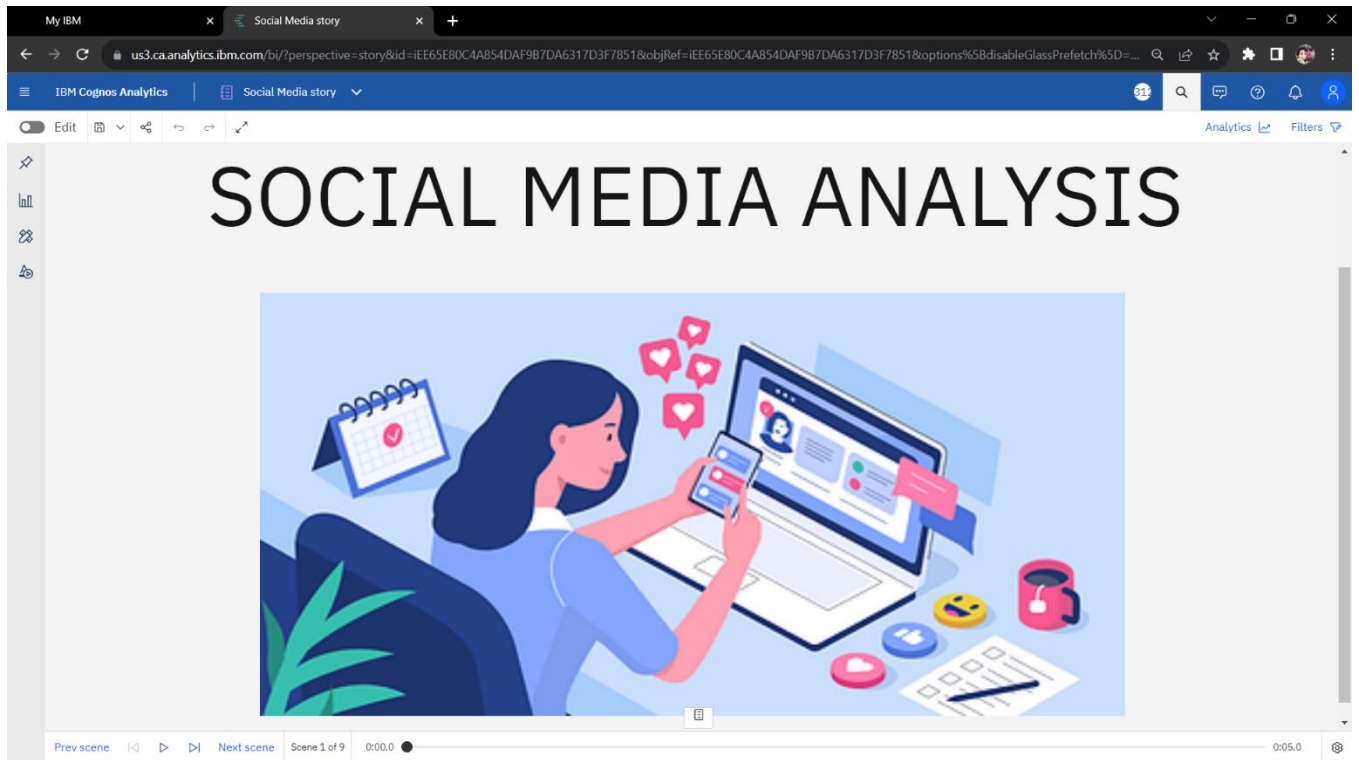 My IBM
Social Media story
us3.ca.analytics.ibm.com/bi/?perspective=story&id=iEE65E80C4A854DAF9B7DA6317D3F7851&objRef=iEE65E80C4A854DAF9B7DA6317D3F7851&options%5BdisableGlassPrefetch%5D=...
IBM Cognos Analytics
Social Media story
Edit
Analytics
Filters
SOCIAL MEDIA ANALYSIS
Prev scene
Next scene
Scene 1 of 9
0:00.0
0:05.0